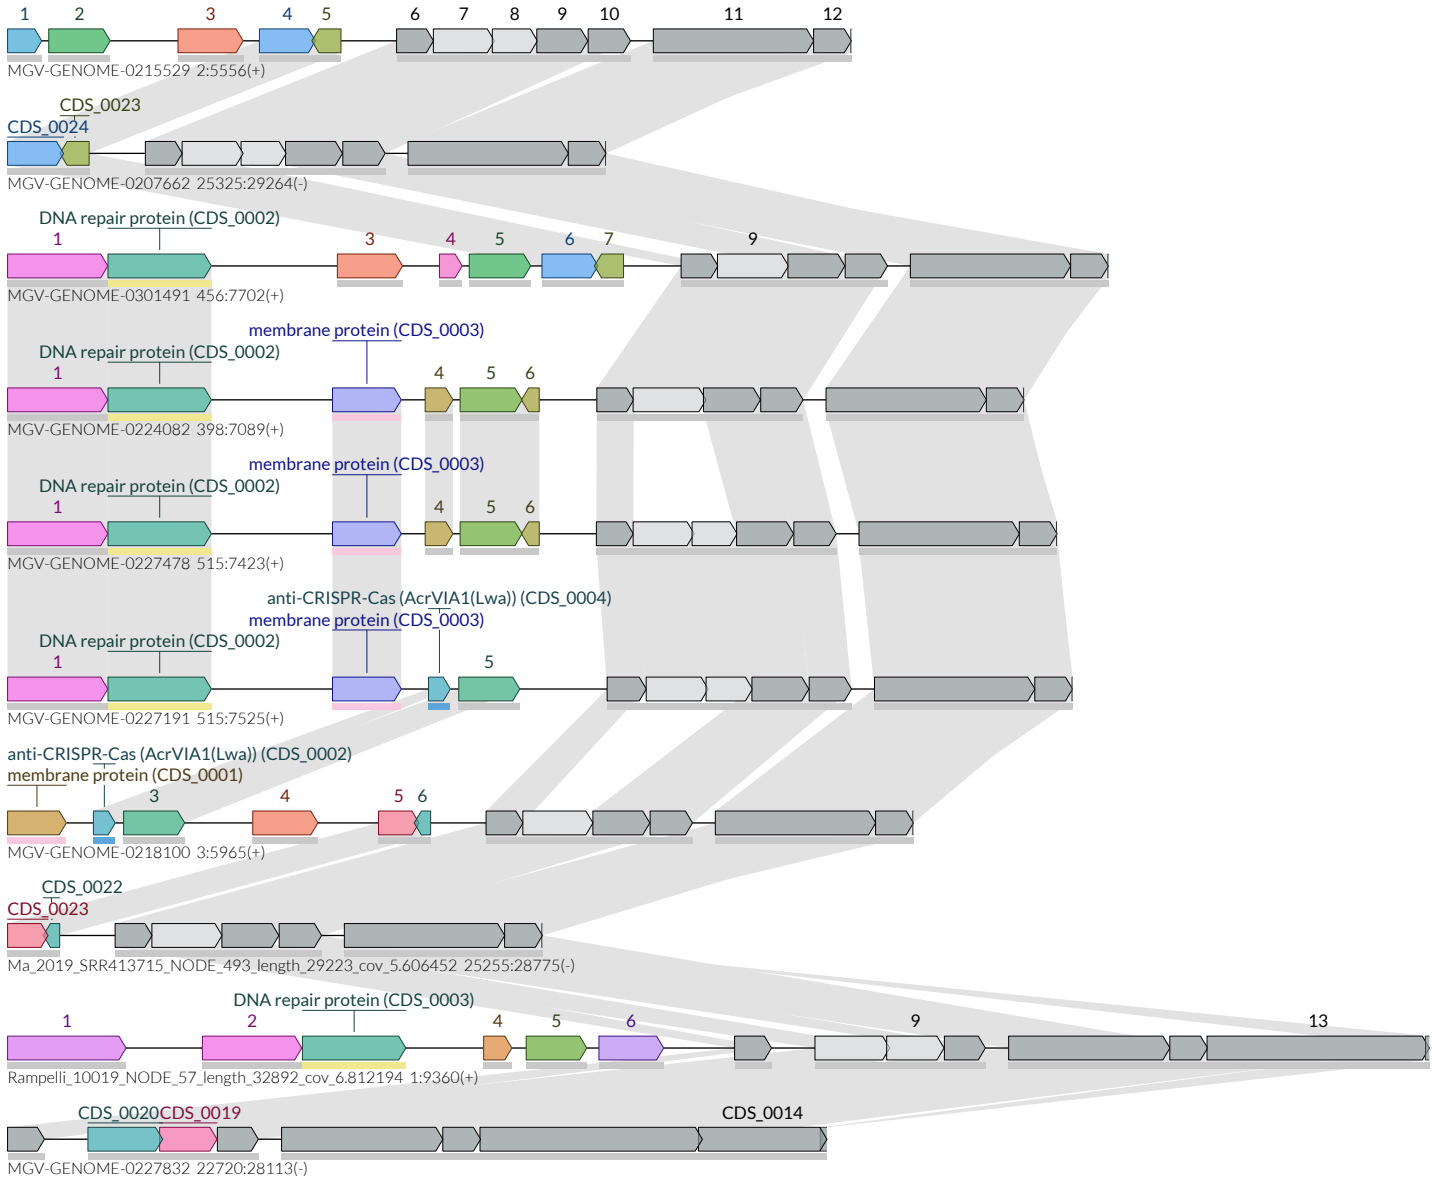 1 2 3 4 5 6 7 8 9 10 11 12
MGV-GENOME-0215529 2:5556(+)
CDS_0023
CDS_0024
MGV-GENOME-0207662 25325:29264(-)
DNA repair protein (CDS_0002)
1 3 4 5 6 7 9
MGV-GENOME-0301491 456:7702(+)
membrane protein (CDS_0003)
DNA repair protein (CDS_0002)
1 4 5 6
MGV-GENOME-0224082 398:7089(+)
membrane protein (CDS_0003)
DNA repair protein (CDS_0002)
1 4 5 6
MGV-GENOME-0227478 515:7423(+)
anti-CRISPR-Cas (AcrVIA1(Lwa)) (CDS_0004)
membrane protein (CDS_0003)
DNA repair protein (CDS_0002)
1 5
MGV-GENOME-0227191 515:7525(+)
anti-CRISPR-Cas (AcrVIA1(Lwa)) (CDS_0002)
membrane protein (CDS_0001)
3 4 5 6
MGV-GENOME-0218100 3:5965(+)
CDS_0022
CDS_0023
Ma_2019_SRR413715_NODE_493_length_29223_cov_5.606452 25255:28775(-)
DNA repair protein (CDS_0003)
1 2 4 5 6 9 13
Rampelli_10019_NODE_57_length_32892_cov_6.812194 1:9360(+)
CDS_0020 CDS_0019 CDS_0014
MGV-GENOME-0227832 22720:28113(-)